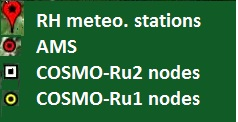 RH meteo. stations
AMS
COSMO-Ru2 nodes
COSMO-Ru1 nodes